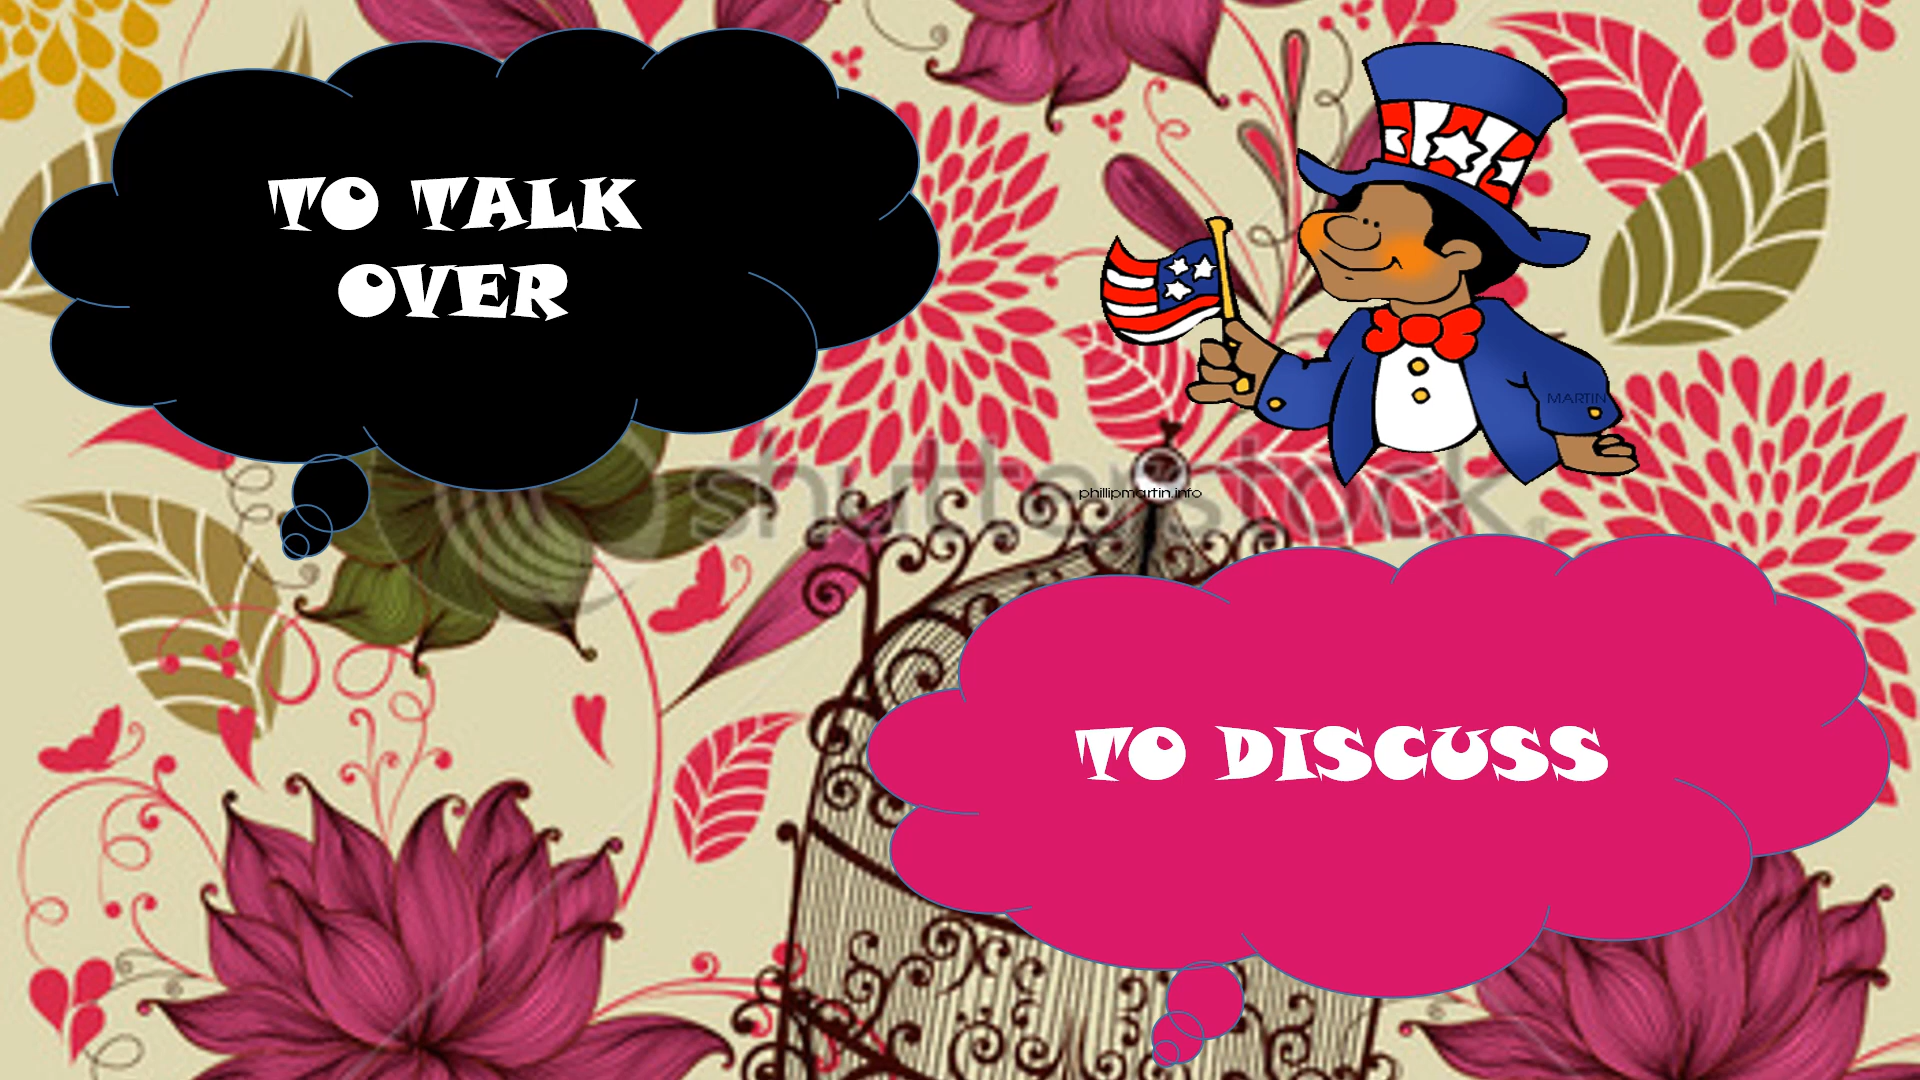 TO TALK
OVER
MARTIN
phillipmartin.info
shutterstock
TO DISCUSS